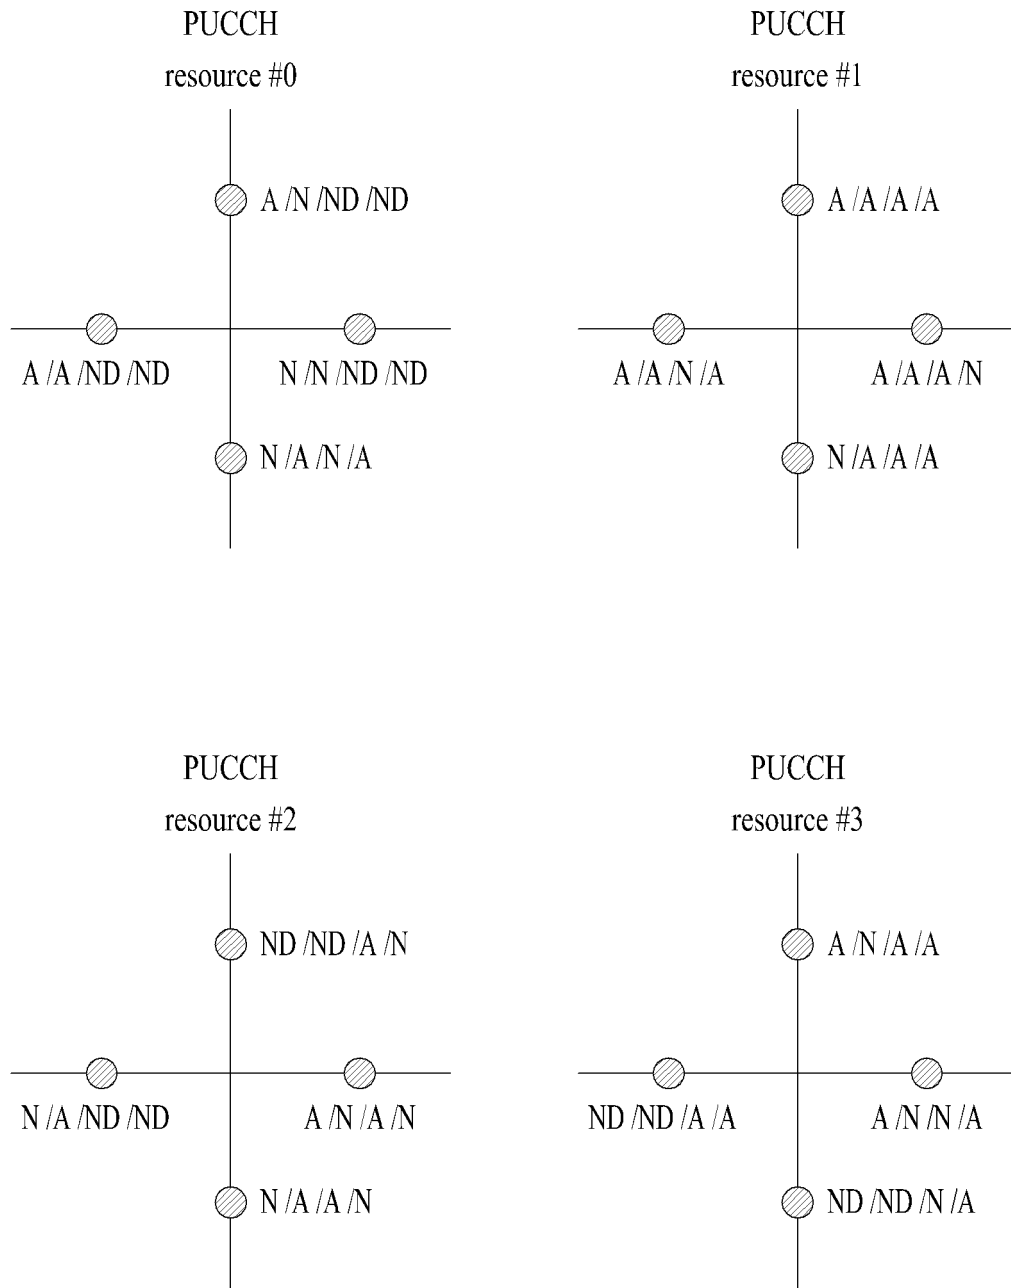 PUCCH
resource #0
A /N /ND /ND
A /A /ND /ND
N /N /ND /ND
N /A /N /A
PUCCH
resource #1
A /A /A /A
A /A /N /A
A /A /A /N
N /A /A /A
PUCCH
resource #2
ND /ND /A /N
N /A /ND /ND
A /N /A /N
N /A /A /N
PUCCH
resource #3
A /N /A /A
ND /ND /A /A
A /N /N /A
ND /ND /N /A